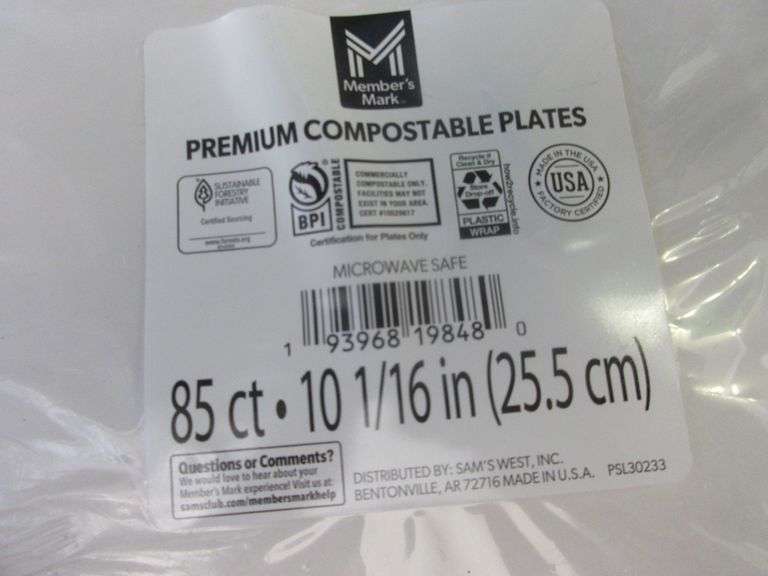 Member's
Mark™
PREMIUM COMPOSTABLE PLATES
SUSTAINABLE
FORESTRY
INITIATIVE
Certified Sourcing
BPI®
COMPOSTABLE
COMMERCIALLY
COMPOSTABLE ONLY.
FACILITIES MAY NOT
EXIST IN YOUR AREA.
Certification for Plates Only
Recycle if
Clean & Dry
Store
Drop-off
PLASTIC
WRAP
how2recycle.info
MADE IN THE USA
USA
FACTORY CERTIFIED
MICROWAVE SAFE
1 93968 19848 0
85 ct • 10 1/16 in (25.5 cm)
Questions or Comments?
We would love to hear about your
Member's Mark experience! Visit us at:
samsclub.com/membersmarkhelp
DISTRIBUTED BY: SAM'S WEST, INC.
BENTONVILLE, AR 72716 MADE IN U.S.A. PSL30233